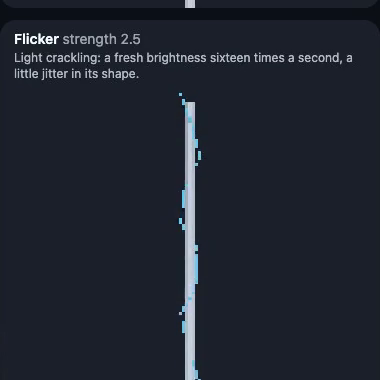 Flicker strength 2.5
Light crackling: a fresh brightness sixteen times a second, a
little jitter in its shape.